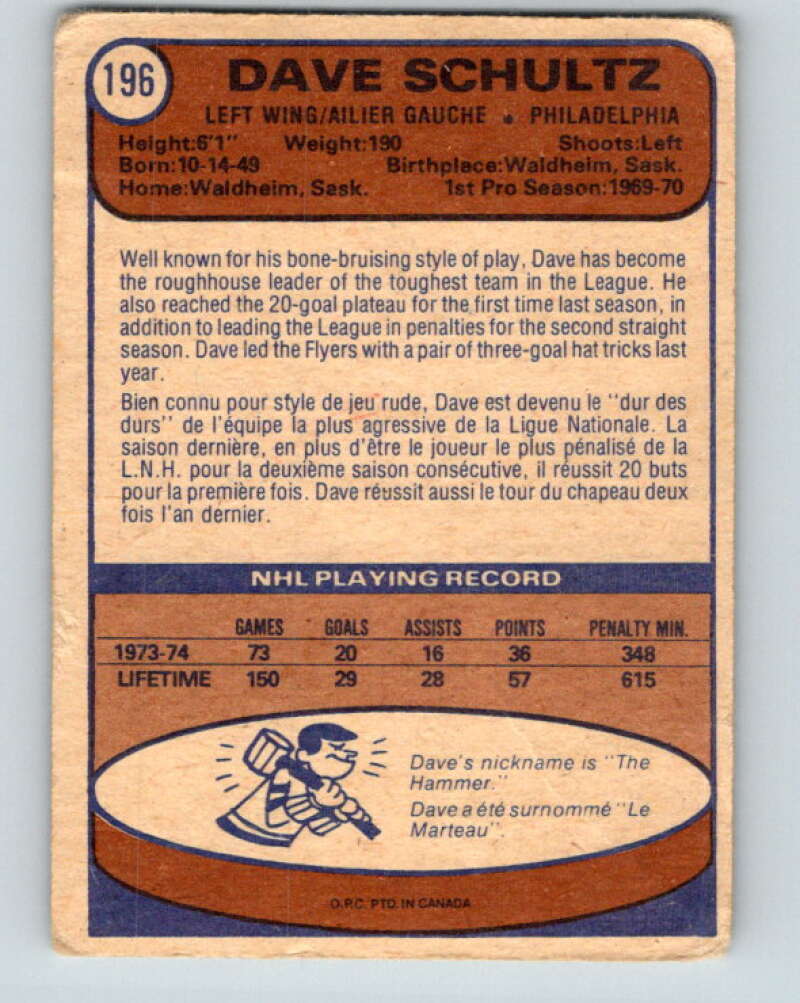 196
DAVE SCHULTZ
LEFT WING/AILIER GAUCHE • PHILADELPHIA
Height:6'1" Weight:190 Shoots:Left
Born:10-14-49 Birthplace:Waldheim, Sask.
Home:Waldheim, Sask. 1st Pro Season:1969-70
Well known for his bone-bruising style of play, Dave has become
the roughhouse leader of the toughest team in the League. He
also reached the 20-goal plateau for the first time last season, in
addition to leading the League in penalties for the second straight
season. Dave led the Flyers with a pair of three-goal hat tricks last
year.
Bien connu pour style de jeu rude, Dave est devenu le "dur des
durs" de l'équipe la plus agressive de la Ligue Nationale. La
saison dernière, en plus d'être le joueur le plus pénalisé de la
L.N.H. pour la deuxième saison consécutive, il réussit 20 buts
pour la première fois. Dave réussit aussi le tour du chapeau deux
fois l'an dernier.
NHL PLAYING RECORD
GAMES GOALS ASSISTS POINTS PENALTY MIN.
1973-74 73 20 16 36 348
LIFETIME 150 29 28 57 615
Dave's nickname is "The
Hammer."
Dave a été surnommé "Le
Marteau".
O.P.C. PTD. IN CANADA